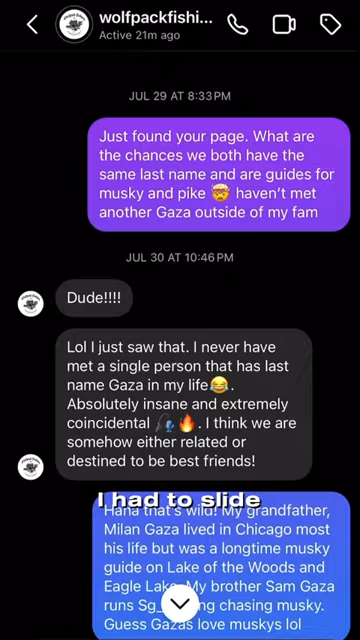 wolfpackfishi...
Active 21m ago
JUL 29 AT 8:33 PM
Just found your page. What are
the chances we both have the
same last name and are guides for
musky and pike 🤯 haven't met
another Gaza outside of my fam
JUL 30 AT 10:46 PM
Dude!!!!
Lol I just saw that. I never have
met a single person that has last
name Gaza in my life😂.
Absolutely insane and extremely
coincidental 🎣🔥. I think we are
somehow either related or
destined to be best friends!
I had to slide
Haha that's wild! My grandfather,
Milan Gaza lived in Chicago most
his life but was a longtime musky
guide on Lake of the Woods and
Eagle Lake. My brother Sam Gaza
runs Sg_ ng chasing musky.
Guess Gazas love muskys lol